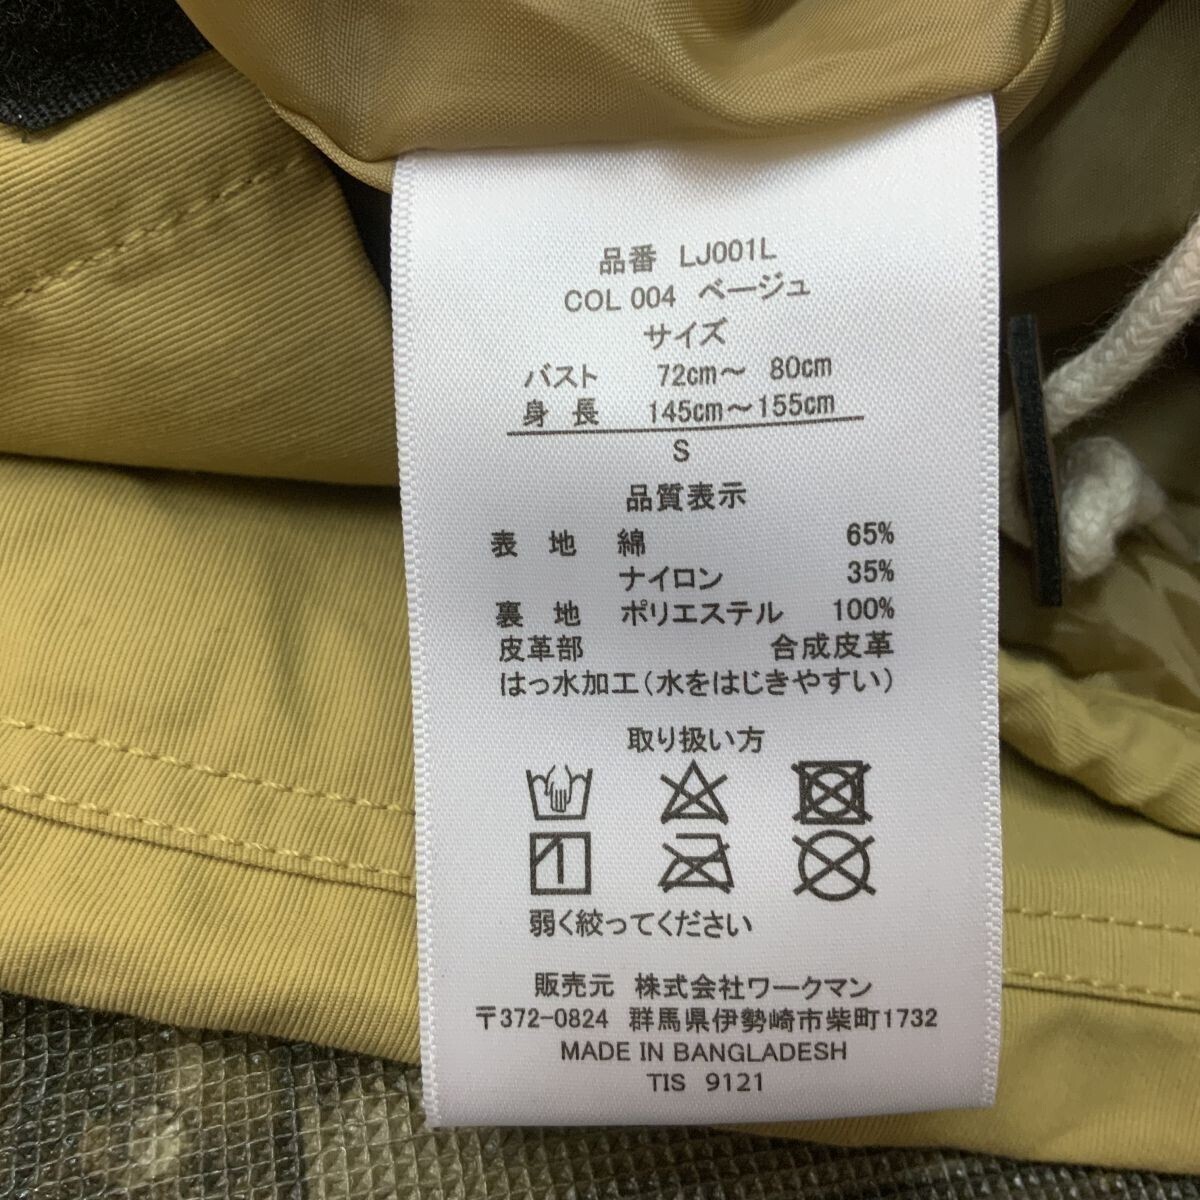 品番 LJ001L
COL 004 ベージュ
サイズ
バスト 72cm～ 80cm
身 長 145cm～155cm
S
品質表示
表 地 綿 65%
ナイロン 35%
裏 地 ポリエステル 100%
皮革部 合成皮革
はっ水加工(水をはじきやすい)
取り扱い方
弱く絞ってください
販売元 株式会社ワークマン
〒372-0824 群馬県伊勢崎市柴町1732
MADE IN BANGLADESH
TIS 9121